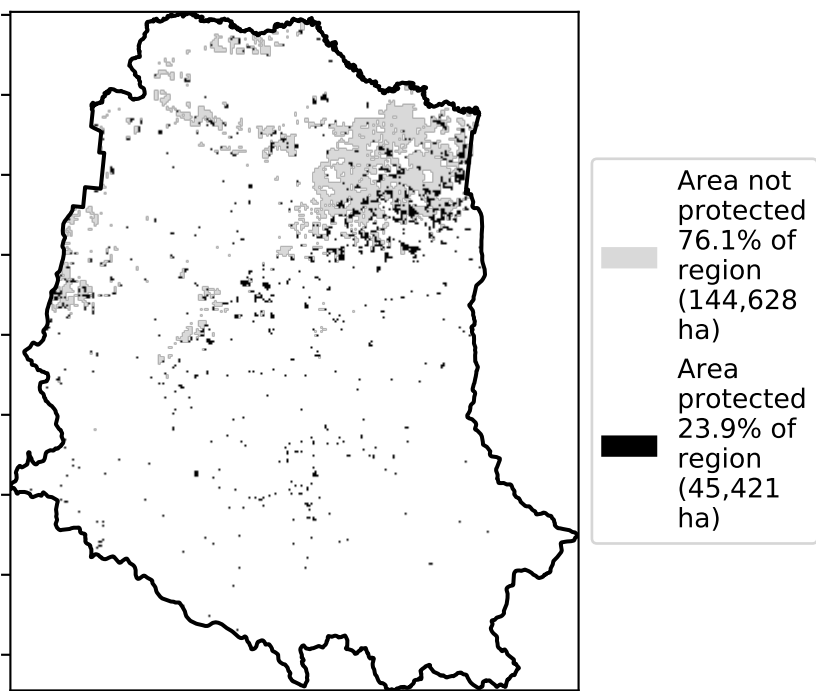 Area not
protected
76.1% of
region
(144,628
ha)
Area
protected
23.9% of
region
(45,421
ha)